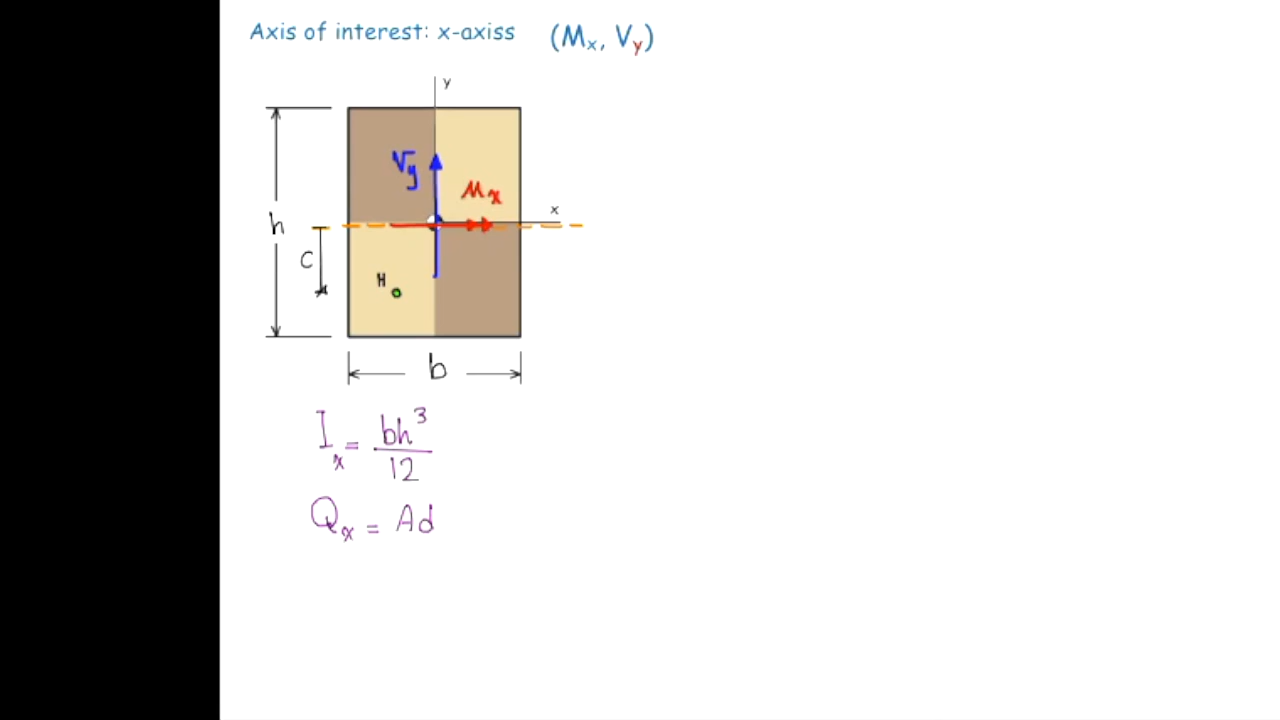 Axis of interest: x-axiss (Mₓ, Vy)
y
Vy
Mₓ
x
h
C
H
b
Iₓ = bh³/12
Qₓ = Ad